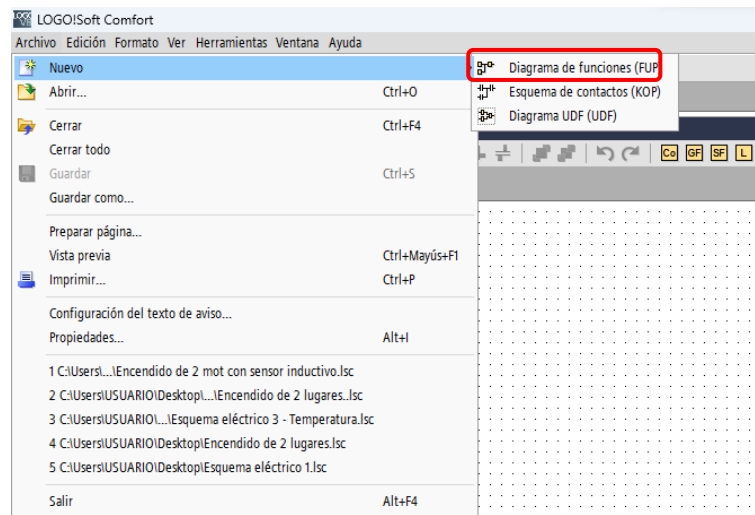 LOGO!Soft Comfort
Archivo Edición Formato Ver Herramientas Ventana Ayuda
Nuevo
Diagrama de funciones (FUP
Abrir... Ctrl+O
Esquema de contactos (KOP)
Diagrama UDF (UDF)
Cerrar Ctrl+F4
Cerrar todo
Co GF SF L
Guardar Ctrl+S
Guardar como...
Preparar página...
Vista previa Ctrl+Mayús+F1
Imprimir... Ctrl+P
Configuración del texto de aviso...
Propiedades... Alt+I
1 C:\Users\...\Encendido de 2 mot con sensor inductivo.lsc
2 C:\Users\USUARIO\Desktop\...\Encendido de 2 lugares..lsc
3 C:\Users\USUARIO\...\Esquema eléctrico 3 - Temperatura.lsc
4 C:\Users\USUARIO\Desktop\Encendido de 2 lugares.lsc
5 C:\Users\USUARIO\Desktop\Esquema eléctrico 1.lsc
Salir Alt+F4